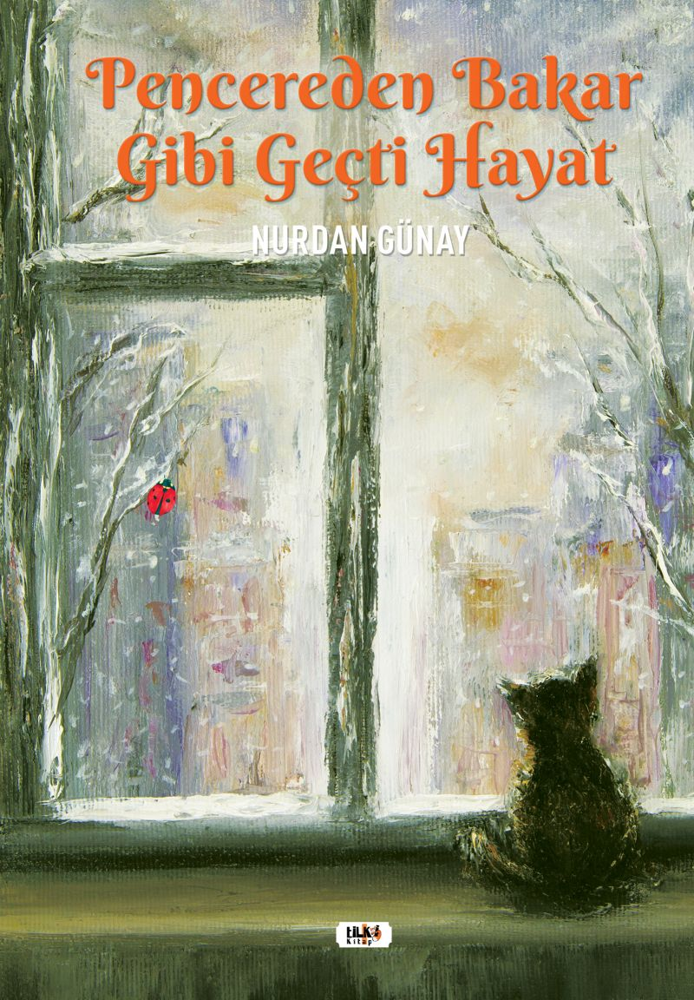 Pencereden Bakar
Gibi Geçti Hayat
NURDAN GÜNAY
tiLKi
Kitap